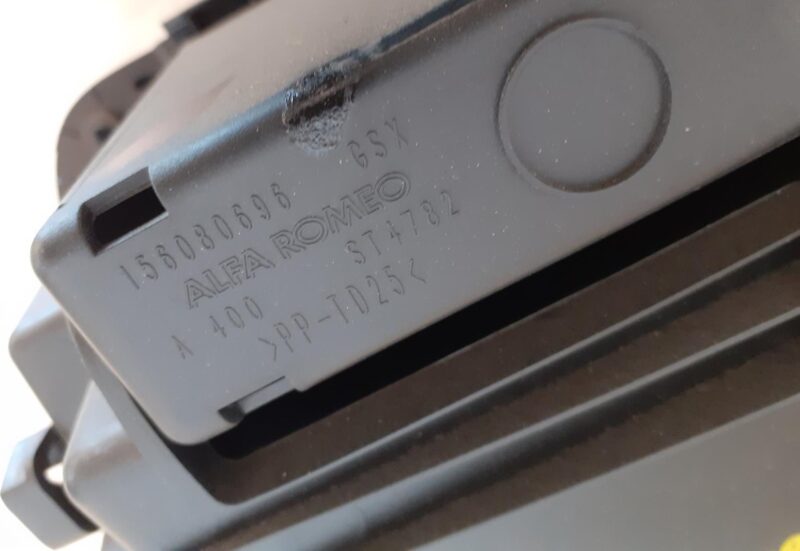 156080696 GSX
ALFA ROMEO
A 400 ST4782
>PP-TD25<